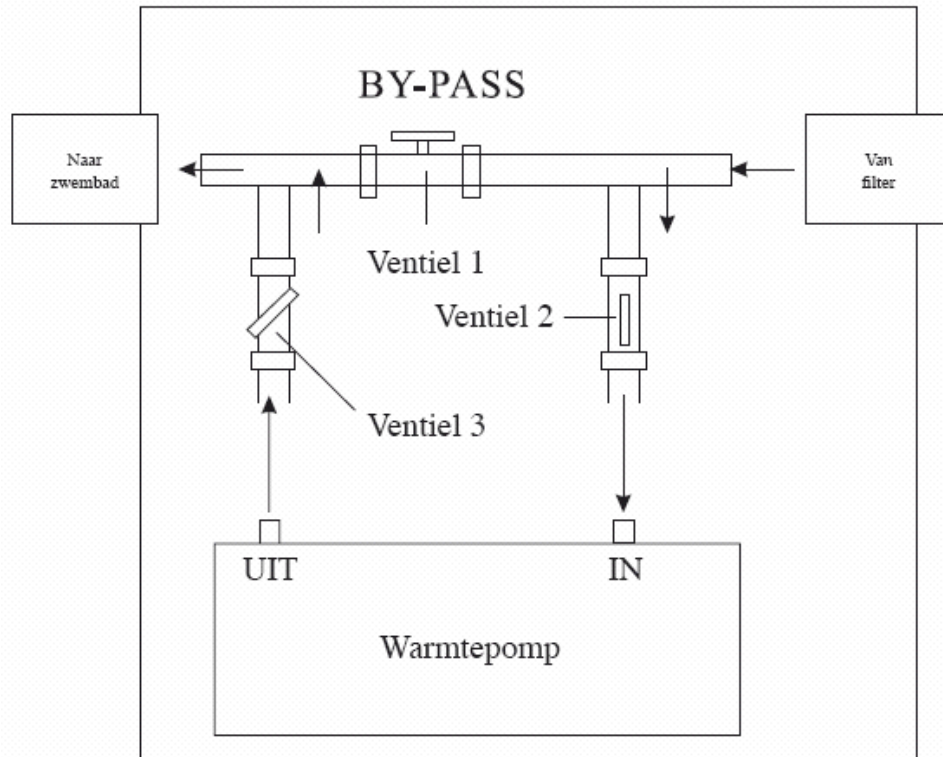 BY-PASS
Naar
zwembad
Van
filter
Ventiel 1
Ventiel 2
Ventiel 3
UIT
IN
Warmtepomp